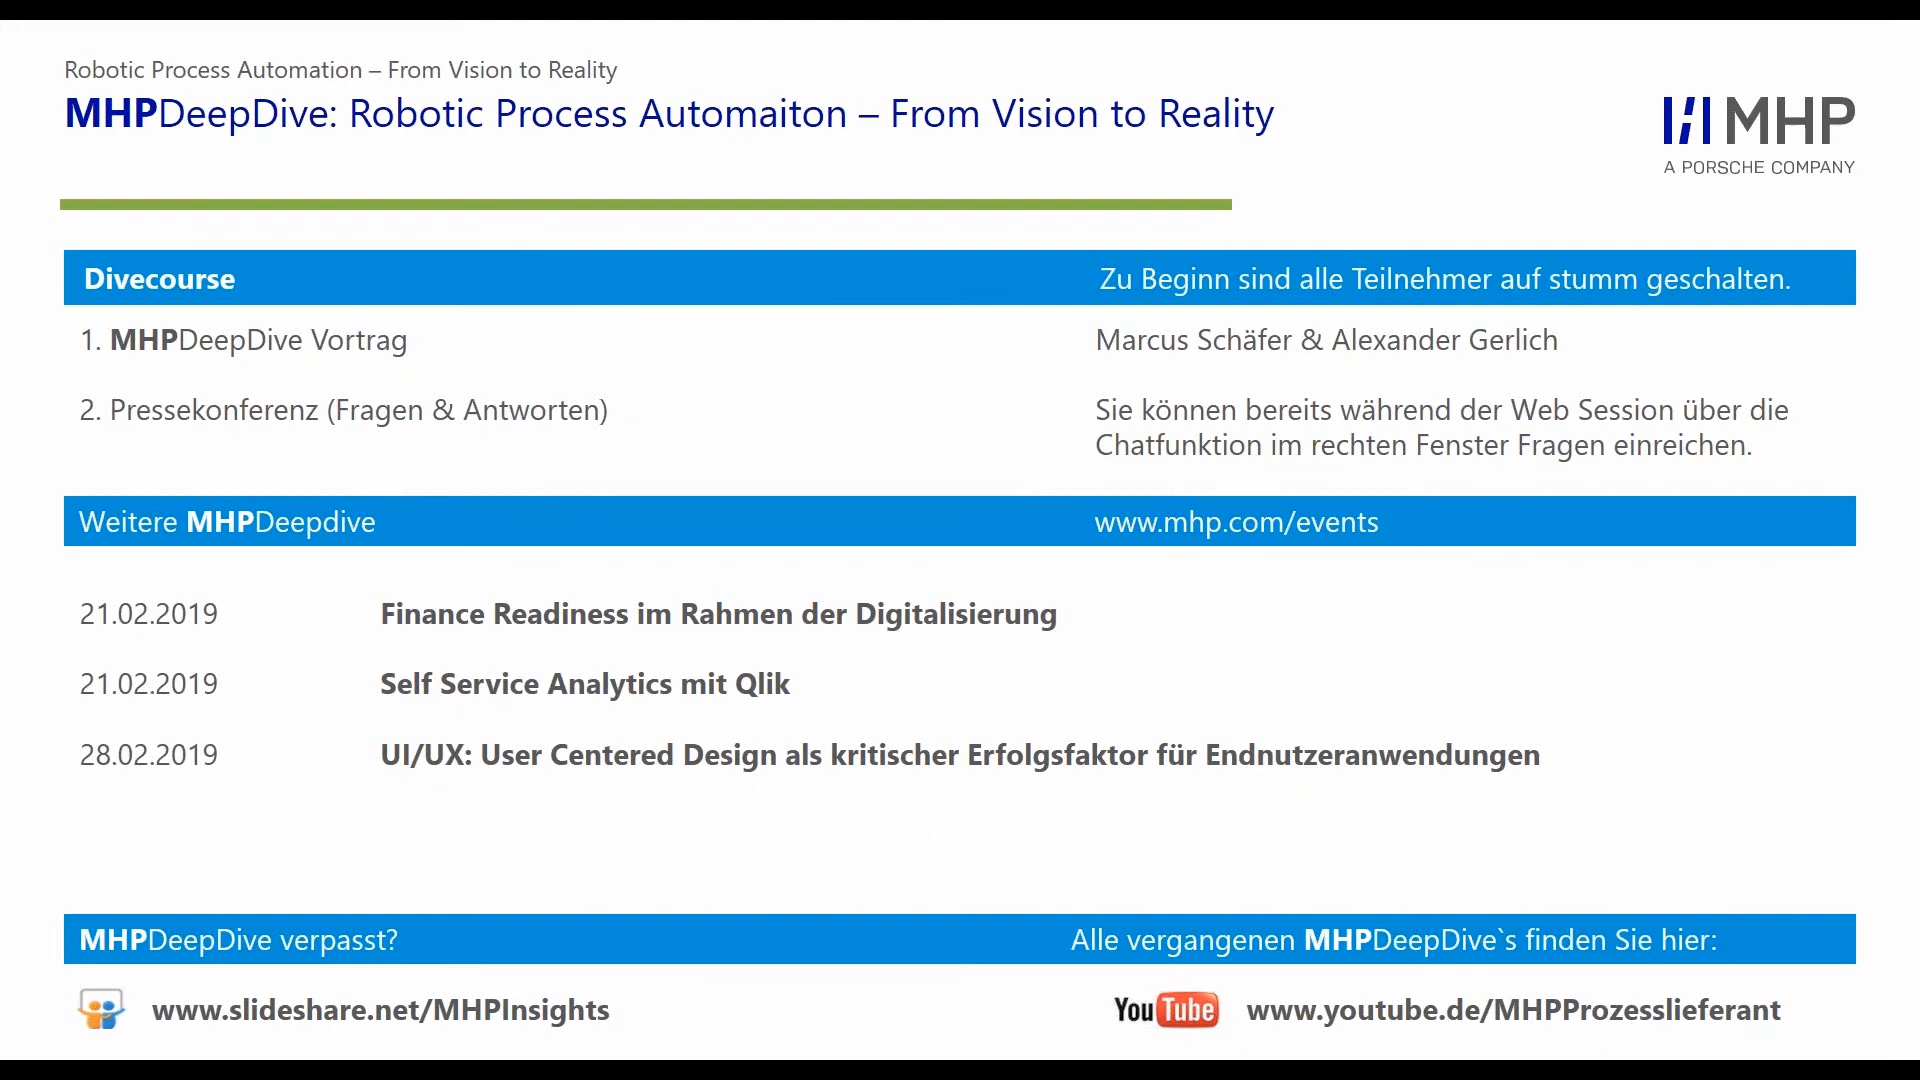 Robotic Process Automation – From Vision to Reality
MHPDeepDive: Robotic Process Automaiton – From Vision to Reality
MHP
A PORSCHE COMPANY
Divecourse
Zu Beginn sind alle Teilnehmer auf stumm geschalten.
1. MHPDeepDive Vortrag
Marcus Schäfer & Alexander Gerlich
2. Pressekonferenz (Fragen & Antworten)
Sie können bereits während der Web Session über die
Chatfunktion im rechten Fenster Fragen einreichen.
Weitere MHPDeepdive
www.mhp.com/events
21.02.2019
Finance Readiness im Rahmen der Digitalisierung
21.02.2019
Self Service Analytics mit Qlik
28.02.2019
UI/UX: User Centered Design als kritischer Erfolgsfaktor für Endnutzeranwendungen
MHPDeepDive verpasst?
Alle vergangenen MHPDeepDive`s finden Sie hier:
www.slideshare.net/MHPInsights
YouTube
www.youtube.de/MHPProzesslieferant